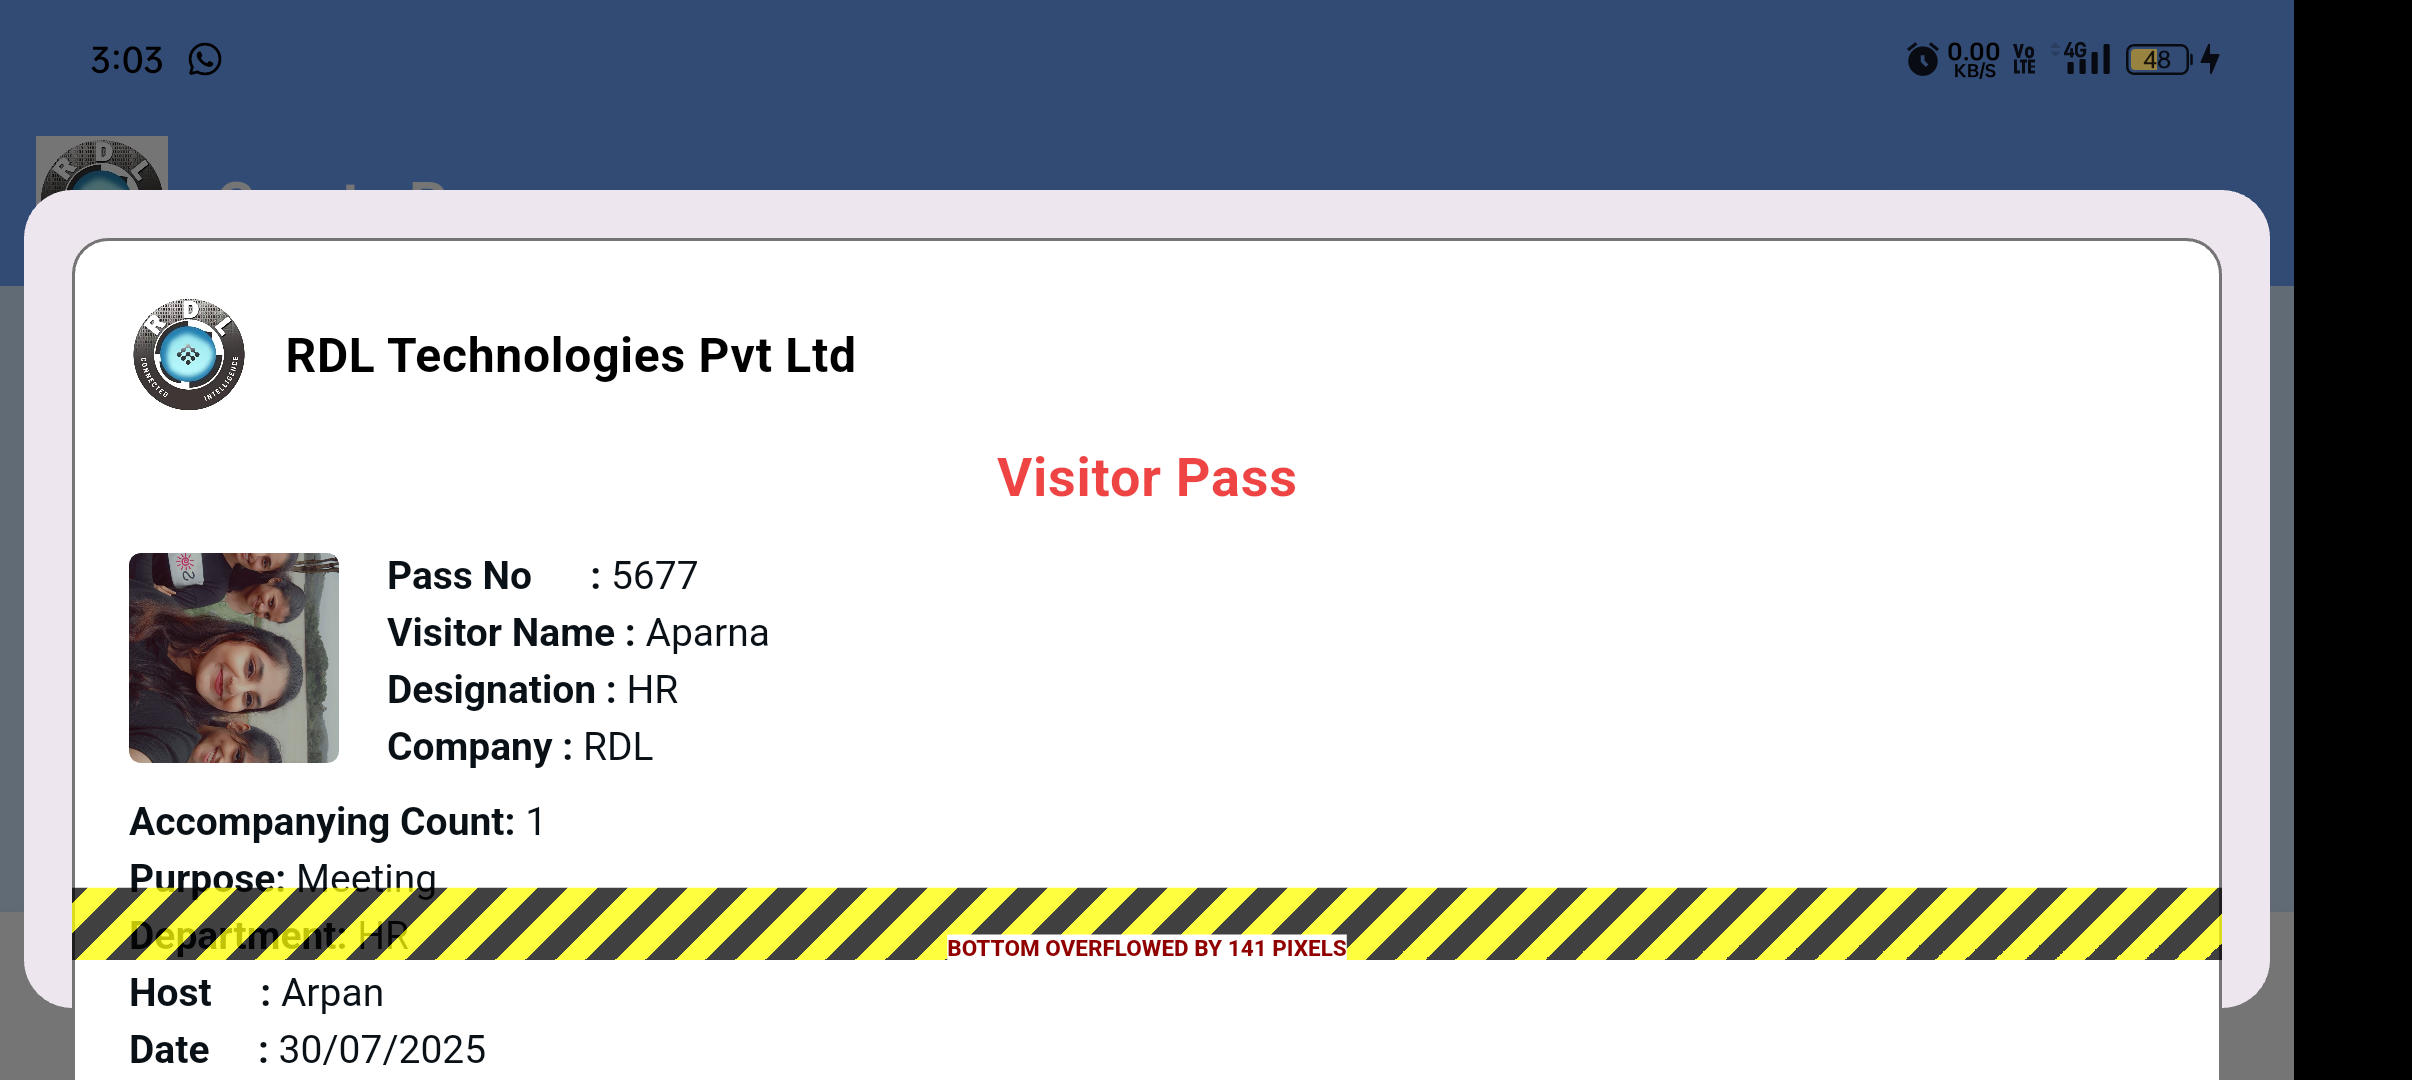 3:03 0.00 KB/S Vo LTE 4G 48
R D L
R D L
CONNECTED INTELLIGENCE
RDL Technologies Pvt Ltd
Visitor Pass
Pass No : 5677
Visitor Name : Aparna
Designation : HR
Company : RDL
Accompanying Count: 1
Purpose: Meeting
Department: HR
BOTTOM OVERFLOWED BY 141 PIXELS
Host : Arpan
Date : 30/07/2025